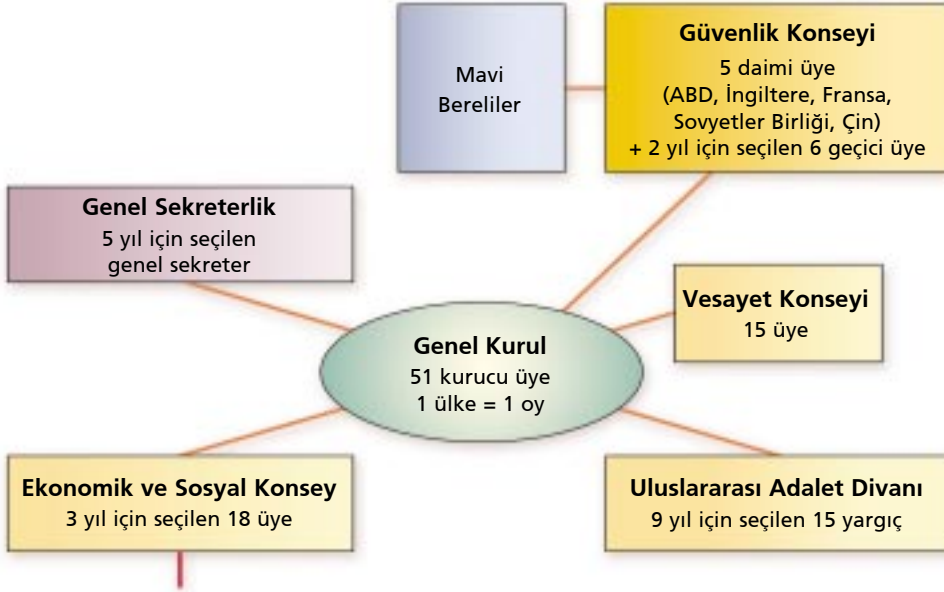 Mavi
Bereliler
Güvenlik Konseyi
5 daimi üye
(ABD, İngiltere, Fransa,
Sovyetler Birliği, Çin)
+ 2 yıl için seçilen 6 geçici üye
Genel Sekreterlik
5 yıl için seçilen
genel sekreter
Vesayet Konseyi
15 üye
Genel Kurul
51 kurucu üye
1 ülke = 1 oy
Ekonomik ve Sosyal Konsey
3 yıl için seçilen 18 üye
Uluslararası Adalet Divanı
9 yıl için seçilen 15 yargıç